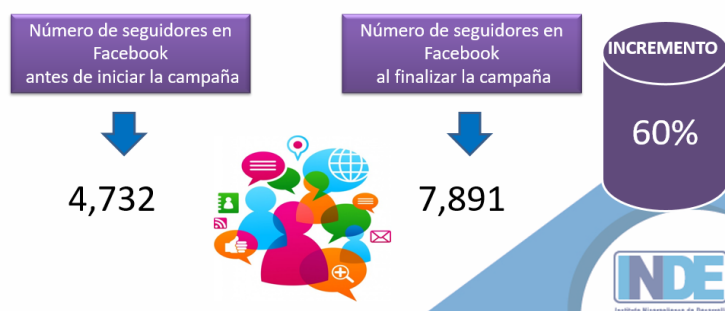 Número de seguidores en
Facebook
antes de iniciar la campaña
4,732
Número de seguidores en
Facebook
al finalizar la campaña
7,891
INCREMENTO
60%
INDE